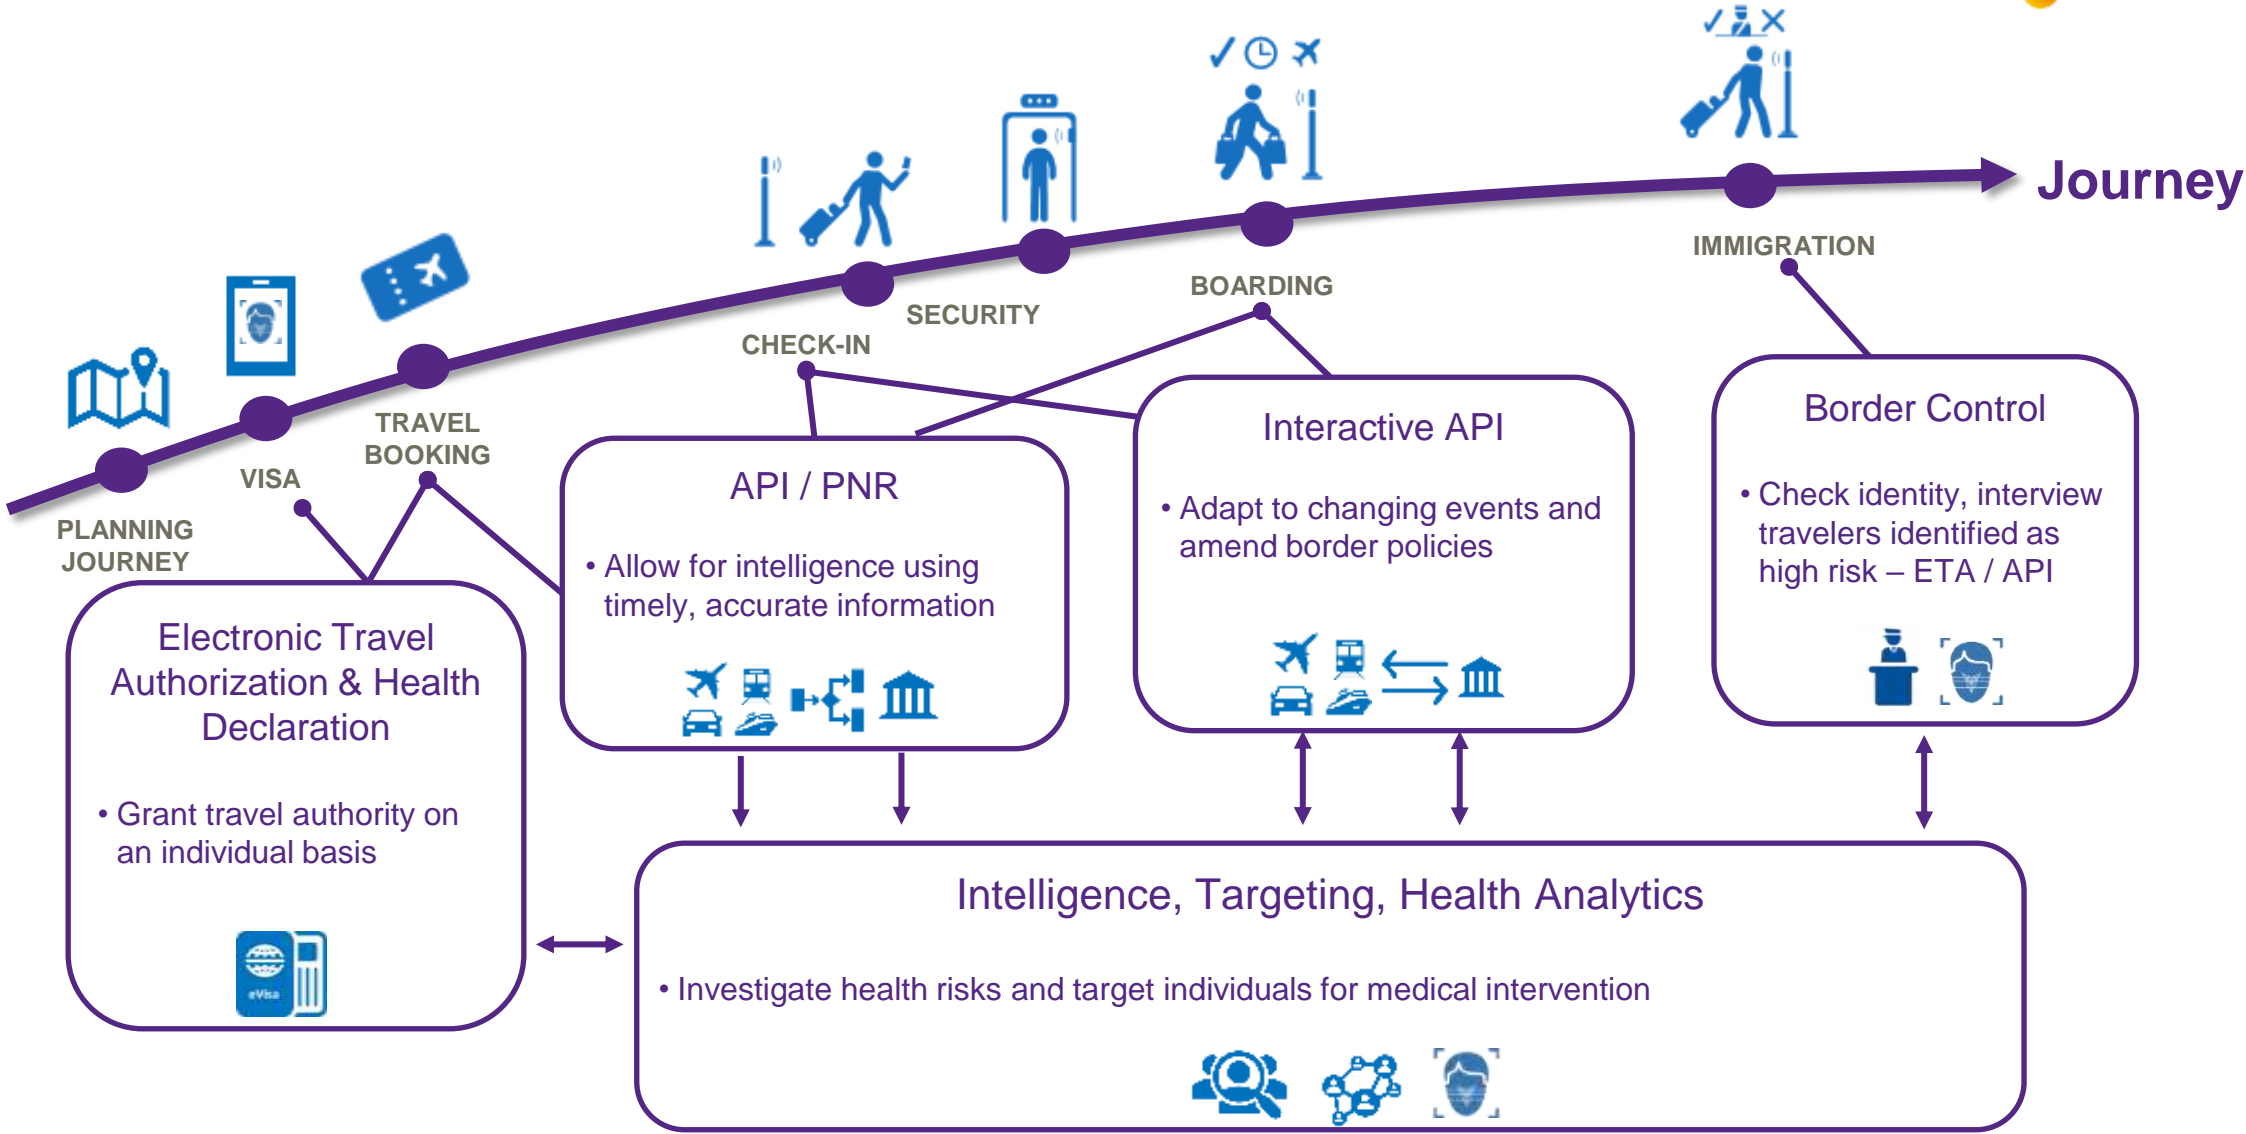 Journey
PLANNING
JOURNEY
VISA
TRAVEL
BOOKING
CHECK-IN
SECURITY
BOARDING
IMMIGRATION
Electronic Travel
Authorization & Health
Declaration
• Grant travel authority on
an individual basis
eVisa
API / PNR
• Allow for intelligence using
timely, accurate information
Interactive API
• Adapt to changing events and
amend border policies
Border Control
• Check identity, interview
travelers identified as
high risk – ETA / API
Intelligence, Targeting, Health Analytics
• Investigate health risks and target individuals for medical intervention